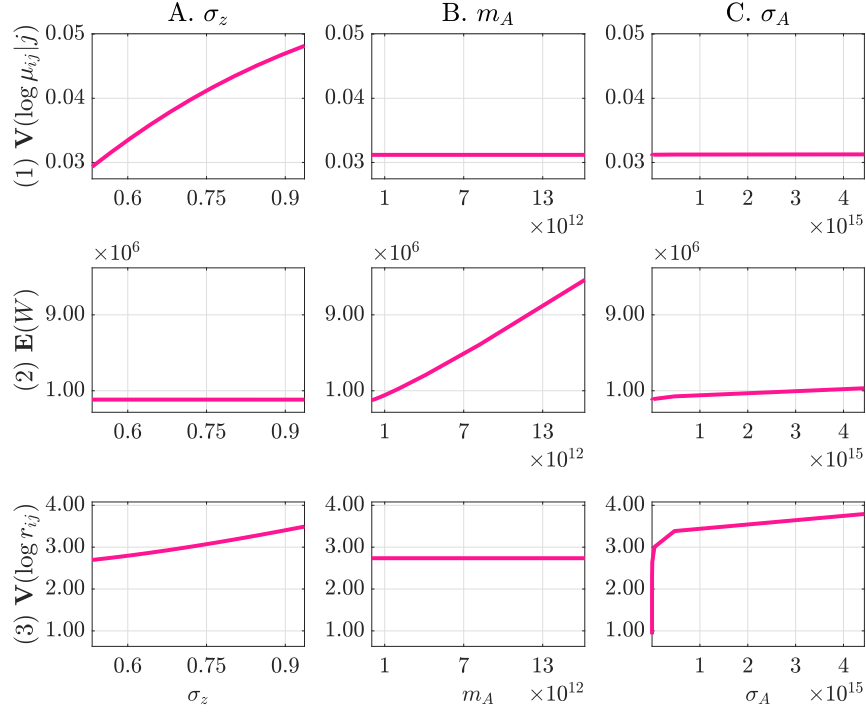 A. σ_z
B. m_A
C. σ_A
(1) V(log μ_ij|j)
0.05
0.04
0.03
0.6 0.75 0.9
0.05
0.04
0.03
1 7 13
×10^12
0.05
0.04
0.03
1 2 3 4
×10^15
(2) E(W)
×10^6
9.00
1.00
0.6 0.75 0.9
×10^6
9.00
1.00
1 7 13
×10^12
×10^6
9.00
1.00
1 2 3 4
×10^15
(3) V(log r_ij)
4.00
3.00
2.00
1.00
0.6 0.75 0.9
σ_z
4.00
3.00
2.00
1.00
1 7 13
m_A ×10^12
4.00
3.00
2.00
1.00
1 2 3 4
σ_A ×10^15